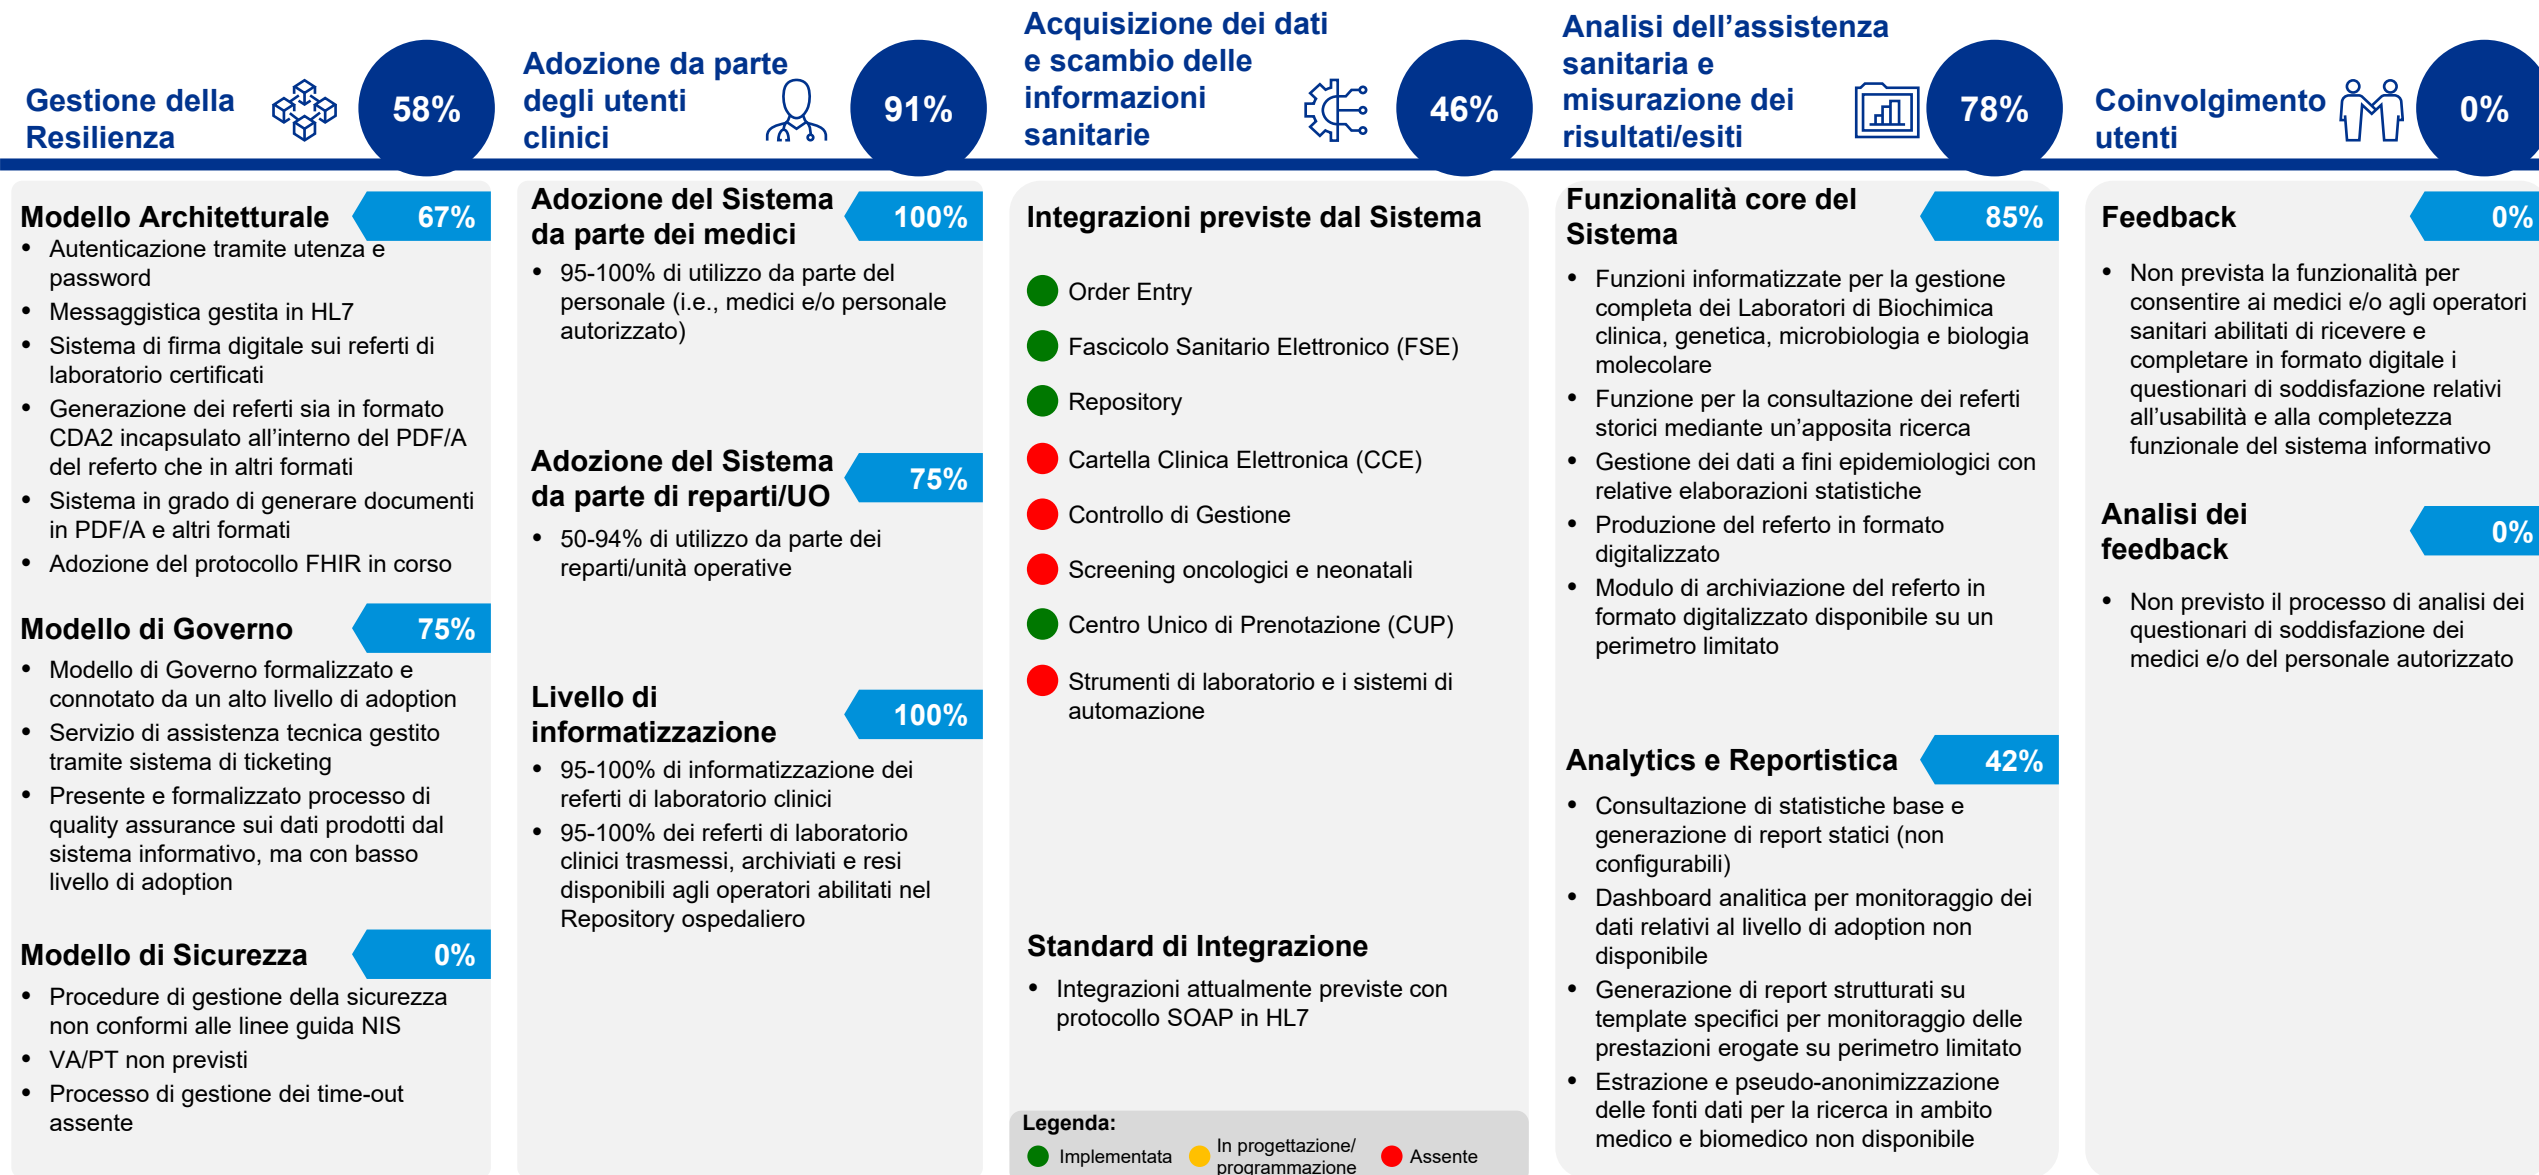 Gestione della
Resilienza
58%
Modello Architetturale
67%
• Autenticazione tramite utenza e
password
• Messaggistica gestita in HL7
• Sistema di firma digitale sui referti di
laboratorio certificati
• Generazione dei referti sia in formato
CDA2 incapsulato all’interno del PDF/A
del referto che in altri formati
• Sistema in grado di generare documenti
in PDF/A e altri formati
• Adozione del protocollo FHIR in corso
Modello di Governo
75%
• Modello di Governo formalizzato e
connotato da un alto livello di adoption
• Servizio di assistenza tecnica gestito
tramite sistema di ticketing
• Presente e formalizzato processo di
quality assurance sui dati prodotti dal
sistema informativo, ma con basso
livello di adoption
Modello di Sicurezza
0%
• Procedure di gestione della sicurezza
non conformi alle linee guida NIS
• VA/PT non previsti
• Processo di gestione dei time-out
assente
Adozione da parte
degli utenti
clinici
91%
Adozione del Sistema
da parte dei medici
100%
• 95-100% di utilizzo da parte del
personale (i.e., medici e/o personale
autorizzato)
Adozione del Sistema
da parte di reparti/UO
75%
• 50-94% di utilizzo da parte dei
reparti/unità operative
Livello di
informatizzazione
100%
• 95-100% di informatizzazione dei
referti di laboratorio clinici
• 95-100% dei referti di laboratorio
clinici trasmessi, archiviati e resi
disponibili agli operatori abilitati nel
Repository ospedaliero
Acquisizione dei dati
e scambio delle
informazioni
sanitarie
46%
Integrazioni previste dal Sistema
Order Entry
Fascicolo Sanitario Elettronico (FSE)
Repository
Cartella Clinica Elettronica (CCE)
Controllo di Gestione
Screening oncologici e neonatali
Centro Unico di Prenotazione (CUP)
Strumenti di laboratorio e i sistemi di
automazione
Standard di Integrazione
• Integrazioni attualmente previste con
protocollo SOAP in HL7
Legenda:
Implementata
In progettazione/
programmazione
Assente
Analisi dell’assistenza
sanitaria e
misurazione dei
risultati/esiti
78%
Funzionalità core del
Sistema
85%
• Funzioni informatizzate per la gestione
completa dei Laboratori di Biochimica
clinica, genetica, microbiologia e biologia
molecolare
• Funzione per la consultazione dei referti
storici mediante un’apposita ricerca
• Gestione dei dati a fini epidemiologici con
relative elaborazioni statistiche
• Produzione del referto in formato
digitalizzato
• Modulo di archiviazione del referto in
formato digitalizzato disponibile su un
perimetro limitato
Analytics e Reportistica
42%
• Consultazione di statistiche base e
generazione di report statici (non
configurabili)
• Dashboard analitica per monitoraggio dei
dati relativi al livello di adoption non
disponibile
• Generazione di report strutturati su
template specifici per monitoraggio delle
prestazioni erogate su perimetro limitato
• Estrazione e pseudo-anonimizzazione
delle fonti dati per la ricerca in ambito
medico e biomedico non disponibile
Coinvolgimento
utenti
0%
Feedback
0%
• Non prevista la funzionalità per
consentire ai medici e/o agli operatori
sanitari abilitati di ricevere e
completare in formato digitale i
questionari di soddisfazione relativi
all’usabilità e alla completezza
funzionale del sistema informativo
Analisi dei
feedback
0%
• Non previsto il processo di analisi dei
questionari di soddisfazione dei
medici e/o del personale autorizzato